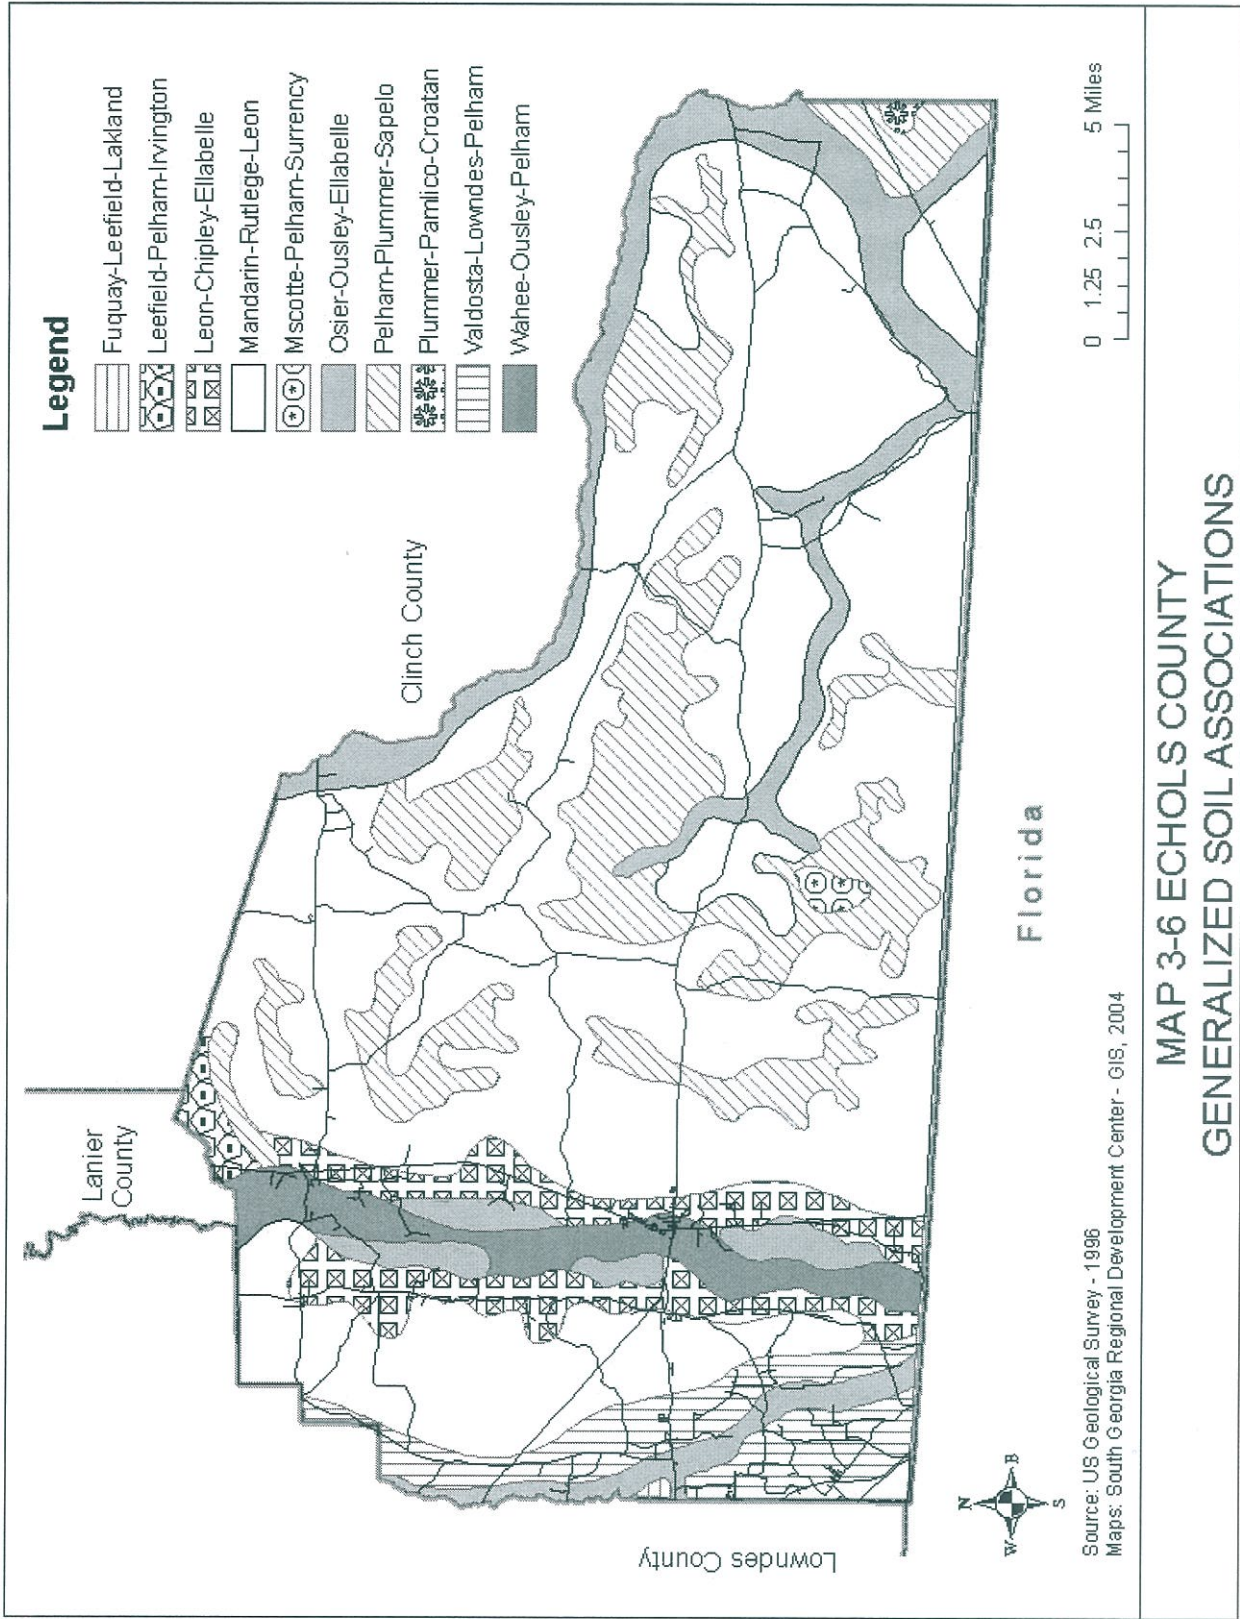 Legend
Fuquay-Leefield-Lakland
Leefield-Pelham-Irvington
Leon-Chipley-Ellabelle
Mandarin-Rutlege-Leon
Mscotte-Pelham-Surrency
Osier-Ousley-Ellabelle
Pelham-Plummer-Sapelo
Plummer-Pamlico-Croatan
Valdosta-Lowndes-Pelham
Wahee-Ousley-Pelham
Lanier
County
Clinch County
Lowndes County
Florida
N
W
E
S
0 1.25 2.5 5 Miles
Source: US Geological Survey - 1996
Maps: South Georgia Regional Development Center - GIS, 2004
MAP 3-6 ECHOLS COUNTY
GENERALIZED SOIL ASSOCIATIONS